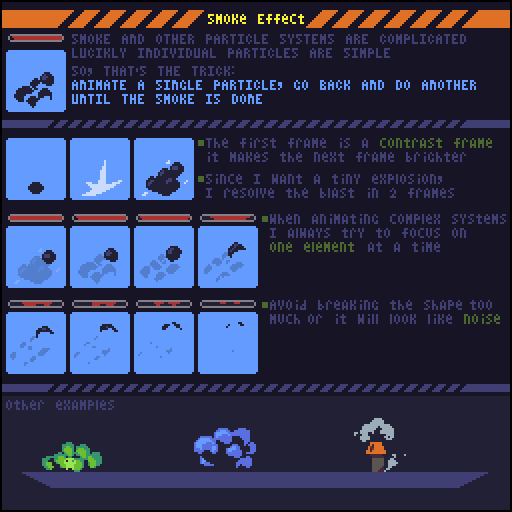 Smoke Effect
SMOKE AND OTHER PARTICLE SYSTEMS ARE COMPLICATED
LUCIKLY INDIVIDUAL PARTICLES ARE SIMPLE
SO, THAT'S THE TRICK:
ANIMATE A SINGLE PARTICLE, GO BACK AND DO ANOTHER
UNTIL THE SMOKE IS DONE
The first frame is a contrast frame
it makes the next frame brighter
Since I want a tiny explosion,
I resolve the blast in 2 frames
When animating complex systems
I always try to focus on
one element at a time
Avoid breaking the shape too
much or it will look like noise
Other examples